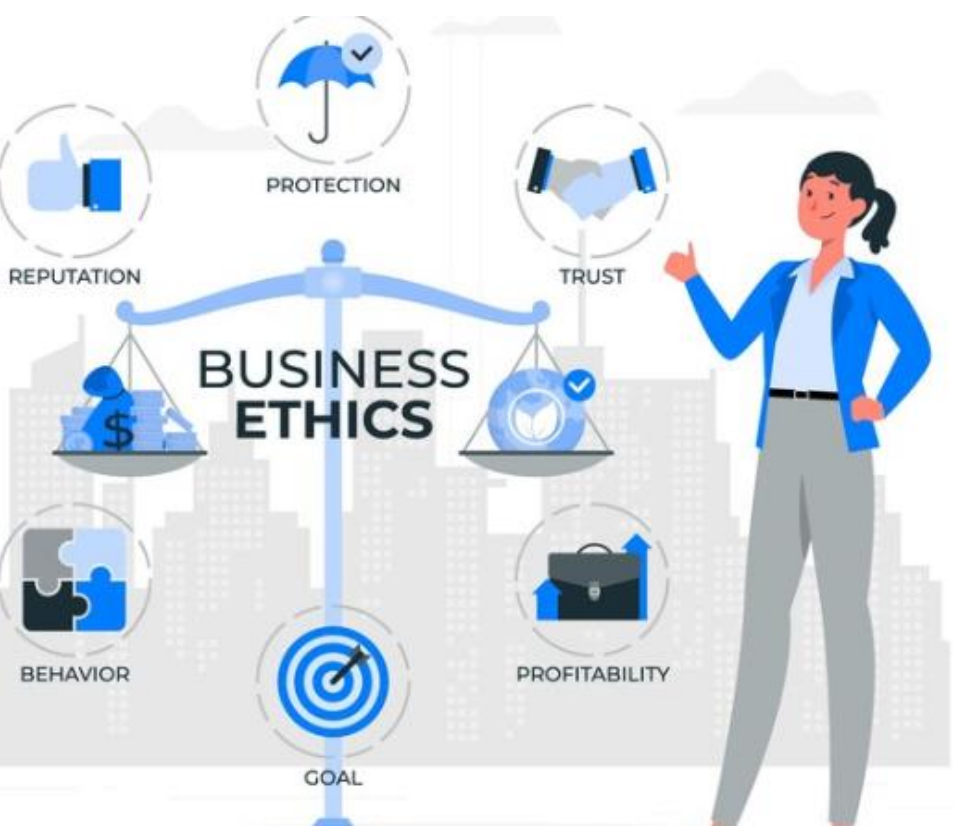 PROTECTION
REPUTATION
TRUST
BUSINESS
ETHICS
$
BEHAVIOR
PROFITABILITY
GOAL